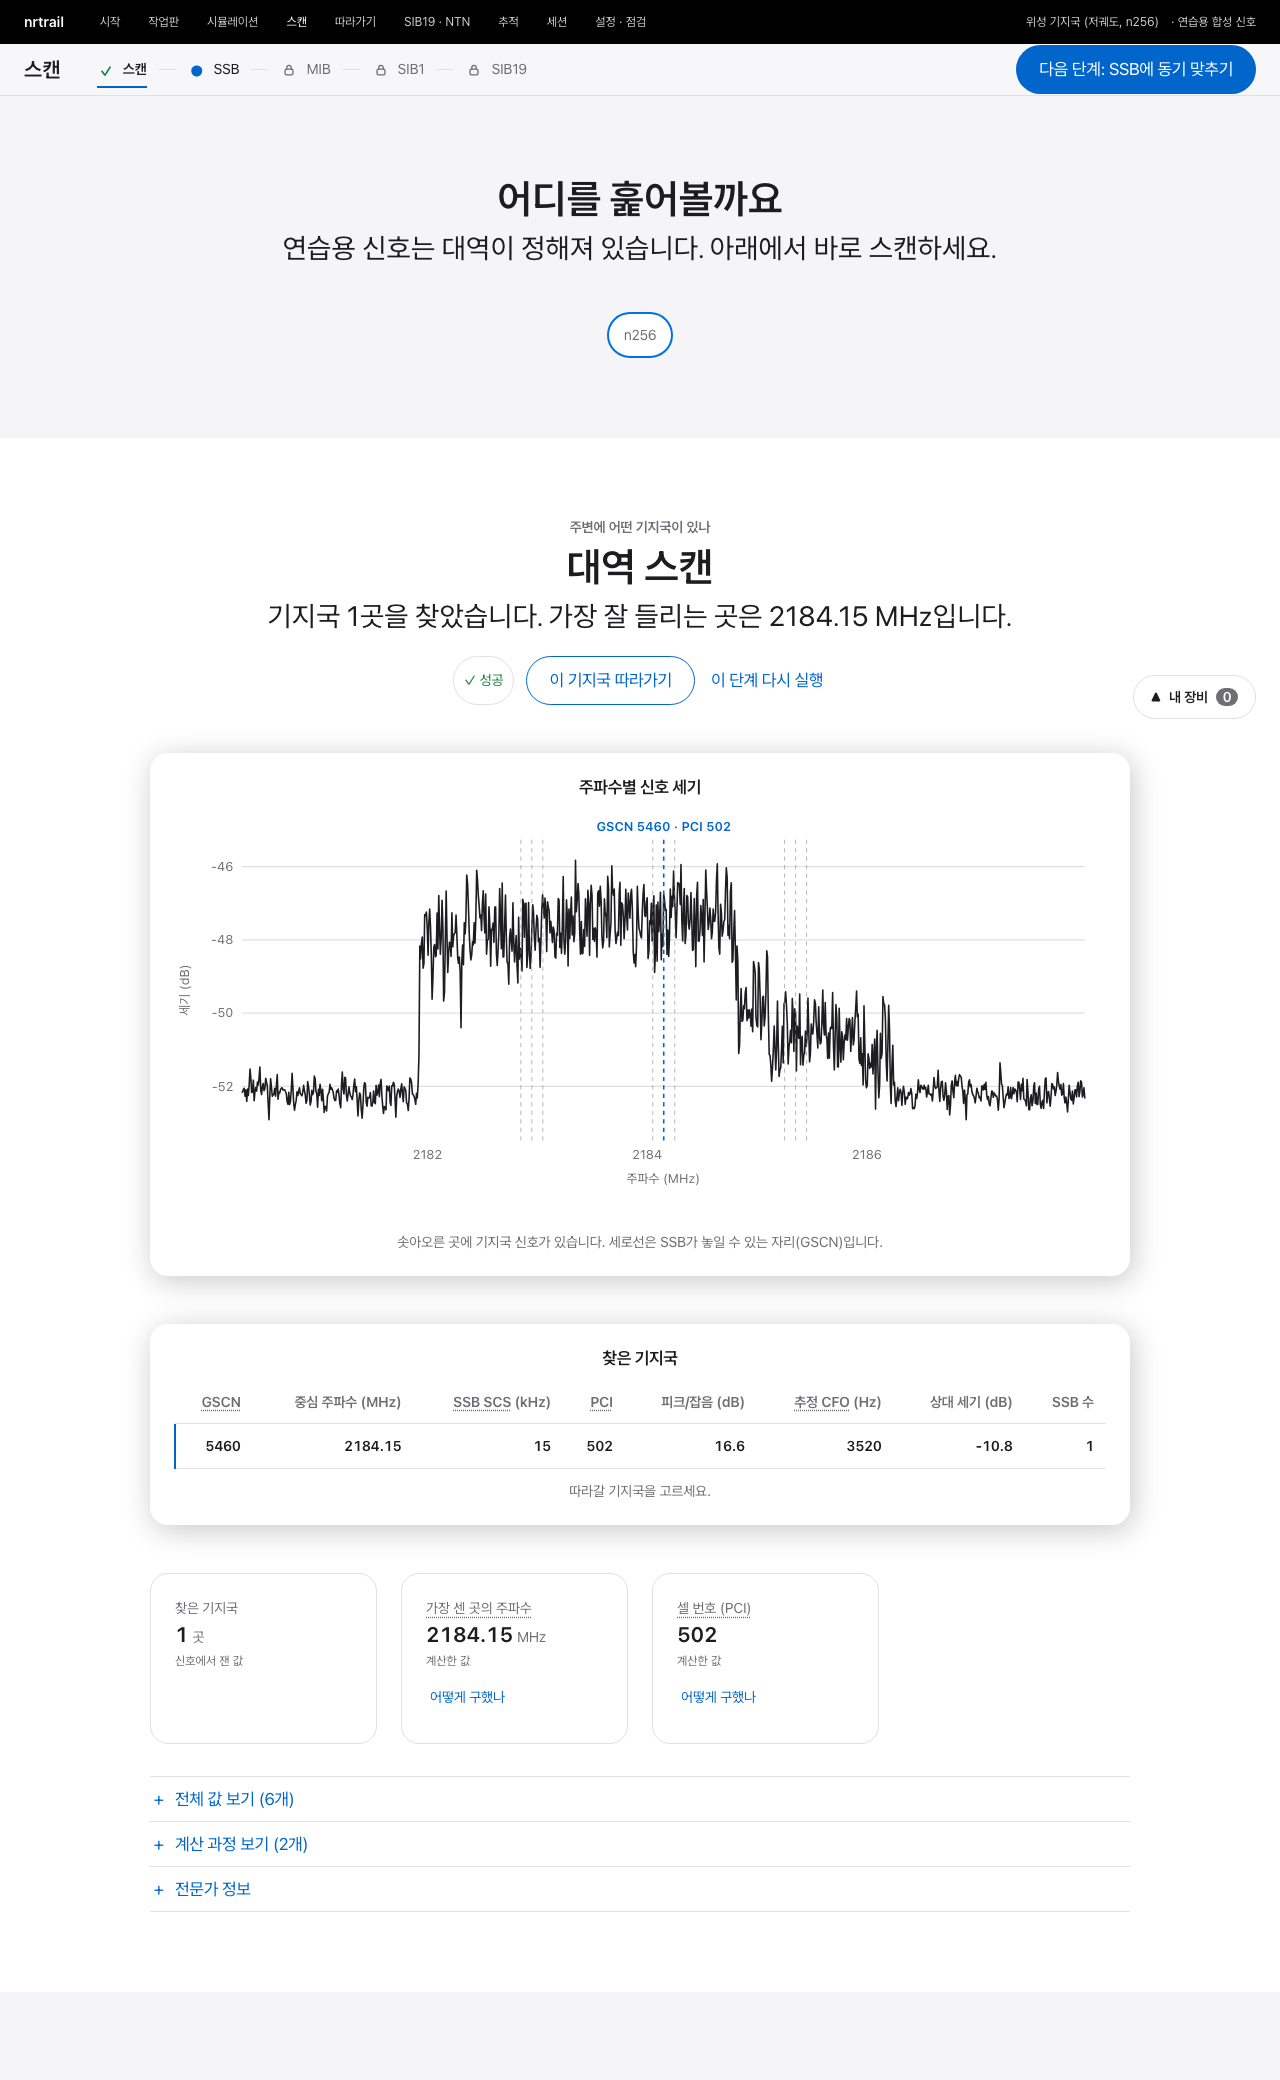 nrtrail 시작 작업판 시뮬레이션 스캔 따라가기 SIB19 · NTN 추적 세션 설정 · 점검 위성 기지국 (저궤도, n256) · 연습용 합성 신호
스캔 스캔 SSB MIB SIB1 SIB19 다음 단계: SSB에 동기 맞추기
어디를 훑어볼까요
연습용 신호는 대역이 정해져 있습니다. 아래에서 바로 스캔하세요.
n256
주변에 어떤 기지국이 있나
대역 스캔
기지국 1곳을 찾았습니다. 가장 잘 들리는 곳은 2184.15 MHz입니다.
✓ 성공 이 기지국 따라가기 이 단계 다시 실행
▲ 내 장비 0
주파수별 신호 세기
GSCN 5460 · PCI 502
-46
-48
-50
-52
세기 (dB)
2182 2184 2186
주파수 (MHz)
솟아오른 곳에 기지국 신호가 있습니다. 세로선은 SSB가 놓일 수 있는 자리(GSCN)입니다.
찾은 기지국
GSCN 중심 주파수 (MHz) SSB SCS (kHz) PCI 피크/잡음 (dB) 추정 CFO (Hz) 상대 세기 (dB) SSB 수
5460 2184.15 15 502 16.6 3520 -10.8 1
따라갈 기지국을 고르세요.
찾은 기지국
1 곳
신호에서 잰 값
가장 센 곳의 주파수
2184.15 MHz
계산한 값
어떻게 구했나
셀 번호 (PCI)
502
계산한 값
어떻게 구했나
+ 전체 값 보기 (6개)
+ 계산 과정 보기 (2개)
+ 전문가 정보